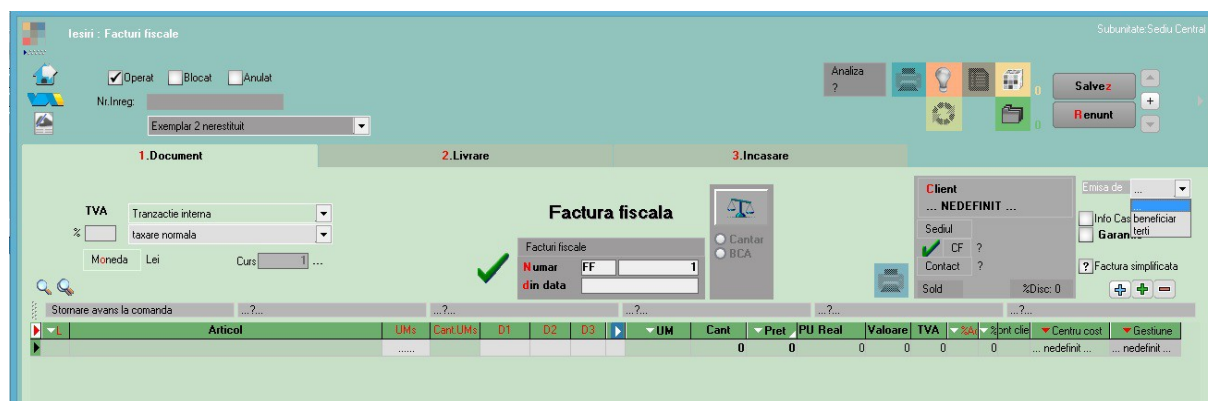 Iesiri : Facturi fiscale
Subunitate:Sediu Central
Operat Blocat Anulat
Analiza
?
Nr.Inreg:
0
Salvez
+
Exemplar 2 nerestituit
0
Renunt
1.Document 2.Livrare 3.Incasare
Client
... NEDEFINIT ...
Emisa de ...
...
beneficiar
terti
TVA Tranzactie interna
% taxare normala
Factura fiscala
Cantar
BCA
Sediul
CF ?
Info Cas
Garan
Moneda Lei Curs 1 ...
Facturi fiscale
Numar FF 1
din data
Contact ?
? Factura simplificata
Sold %Disc: 0
Stornare avans la comanda ...?... ...?... ...?... ...?... ...?...
L Articol UMs Cant.UMs D1 D2 D3 UM Cant Pret PU Real Valoare TVA %Ad % ont clie Centru cost Gestiune
...... 0 0 0 0 0 0 ... nedefinit ... ... nedefinit ...